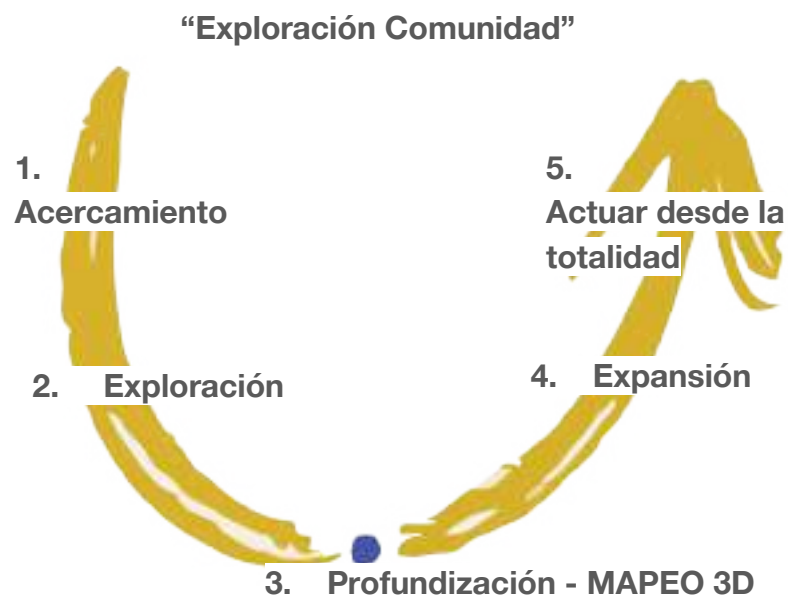 “Exploración Comunidad”
1.
Acercamiento
2. Exploración
3. Profundización - MAPEO 3D
4. Expansión
5.
Actuar desde la
totalidad